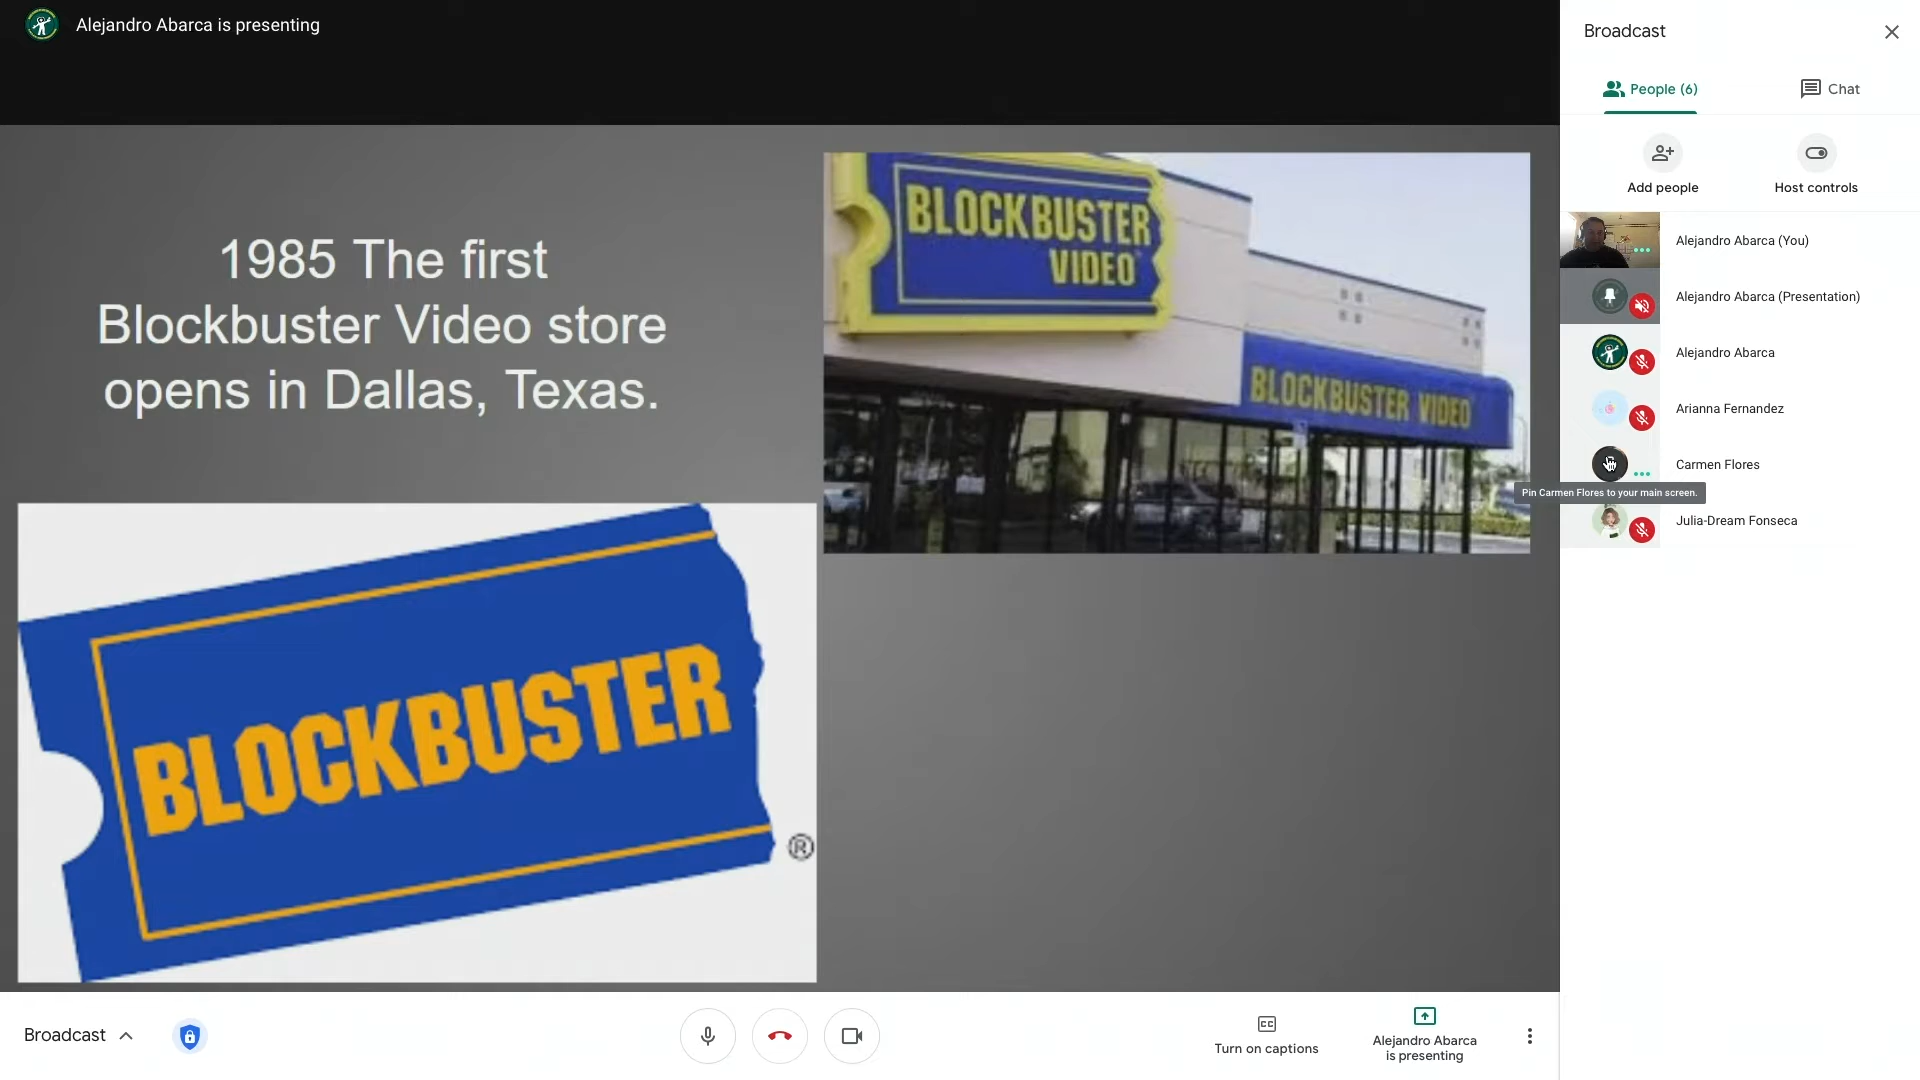 Alejandro Abarca is presenting
1985 The first
Blockbuster Video store
opens in Dallas, Texas.
BLOCKBUSTER
VIDEO
BLOCKBUSTER VIDEO
BLOCKBUSTER
®
Broadcast
People (6)
Chat
Add people
Host controls
Alejandro Abarca (You)
Alejandro Abarca (Presentation)
Alejandro Abarca
Arianna Fernandez
Carmen Flores
Pin Carmen Flores to your main screen.
Julia-Dream Fonseca
Broadcast
CC
Turn on captions
Alejandro Abarca
is presenting